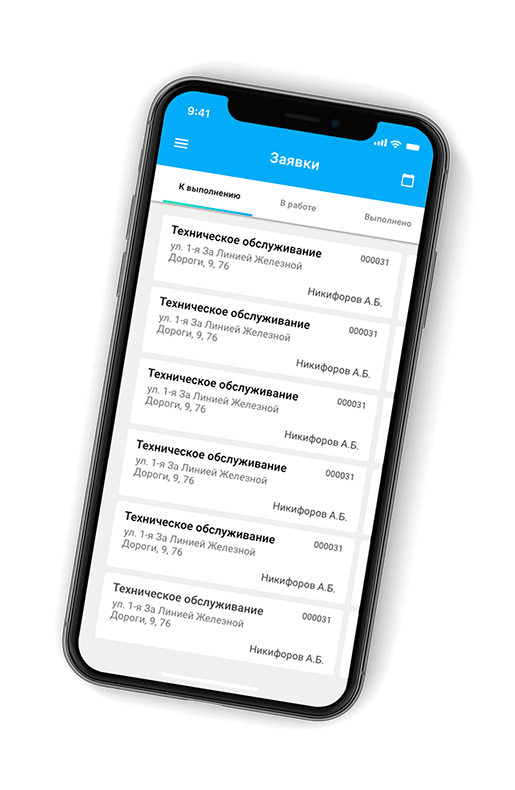 9:41
Заявки
К выполнению
В работе
Выполнено
Техническое обслуживание 000031
ул. 1-я За Линией Железной
Дороги, 9, 76
Никифоров А.Б.
Техническое обслуживание 000031
ул. 1-я За Линией Железной
Дороги, 9, 76
Никифоров А.Б.
Техническое обслуживание 000031
ул. 1-я За Линией Железной
Дороги, 9, 76
Никифоров А.Б.
Техническое обслуживание 000031
ул. 1-я За Линией Железной
Дороги, 9, 76
Никифоров А.Б.
Техническое обслуживание 000031
ул. 1-я За Линией Железной
Дороги, 9, 76
Никифоров А.Б.
Техническое обслуживание 000031
ул. 1-я За Линией Железной
Дороги, 9, 76
Никифоров А.Б.